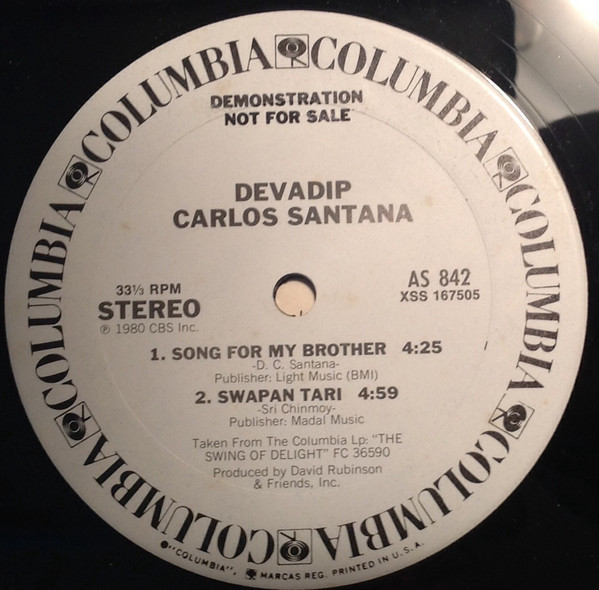 COLUMBIA COLUMBIA COLUMBIA COLUMBIA COLUMBIA COLUMBIA COLUMBIA COLUMBIA
DEMONSTRATION
NOT FOR SALE
DEVADIP
CARLOS SANTANA
33⅓ RPM
STEREO
℗ 1980 CBS Inc.
AS 842
XSS 167505
1. SONG FOR MY BROTHER 4:25
-D. C. Santana-
Publisher: Light Music (BMI)
2. SWAPAN TARI 4:59
-Sri Chinmoy-
Publisher: Madal Music
Taken From The Columbia Lp: "THE
SWING OF DELIGHT" FC 36590
Produced by David Rubinson
& Friends, Inc.
"COLUMBIA", MARCAS REG. PRINTED IN U.S.A.